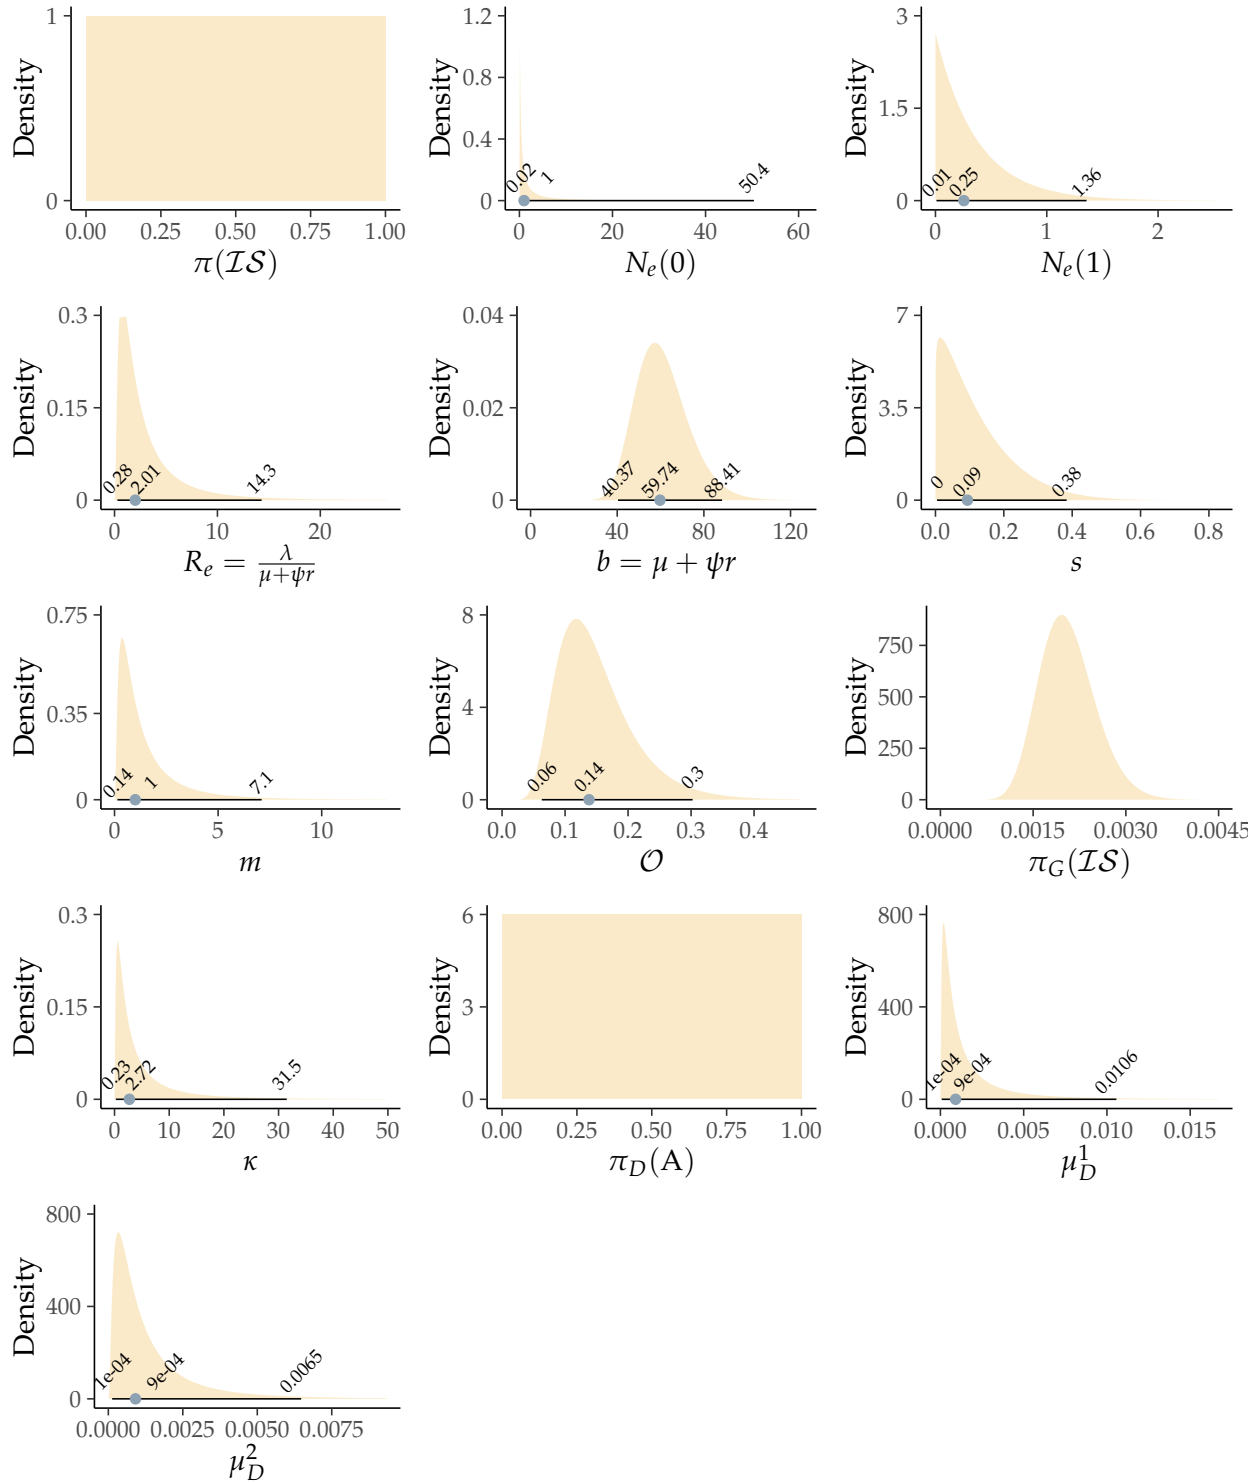 Density
1
0
0.00 0.25 0.50 0.75 1.00
π(𝓘𝓢)
Density
1.2
0.8
0.4
0
0.02 1 50.4
0 20 40 60
Nₑ(0)
Density
3
1.5
0
0.01 0.25 1.36
0 1 2
Nₑ(1)
Density
0.3
0.15
0
0.28 2.01 14.3
0 10 20
Rₑ = λ/(μ+ψr)
Density
0.04
0.02
0
40.37 59.74 88.41
0 40 80 120
b = μ + ψr
Density
7
3.5
0
0 0.09 0.38
0.0 0.2 0.4 0.6 0.8
s
Density
0.75
0.35
0
0.14 1 7.1
0 5 10
m
Density
8
4
0
0.06 0.14 0.3
0.0 0.1 0.2 0.3 0.4
𝒪
Density
750
500
250
0
0.0000 0.0015 0.0030 0.0045
π_G(𝓘𝓢)
Density
0.3
0.15
0
0.23 2.72 31.5
0 10 20 30 40 50
κ
Density
6
3
0
0.00 0.25 0.50 0.75 1.00
π_D(A)
Density
800
400
0
1e-04 9e-04 0.0106
0.000 0.005 0.010 0.015
μ_D^1
Density
800
400
0
1e-04 9e-04 0.0065
0.0000 0.0025 0.0050 0.0075
μ_D^2